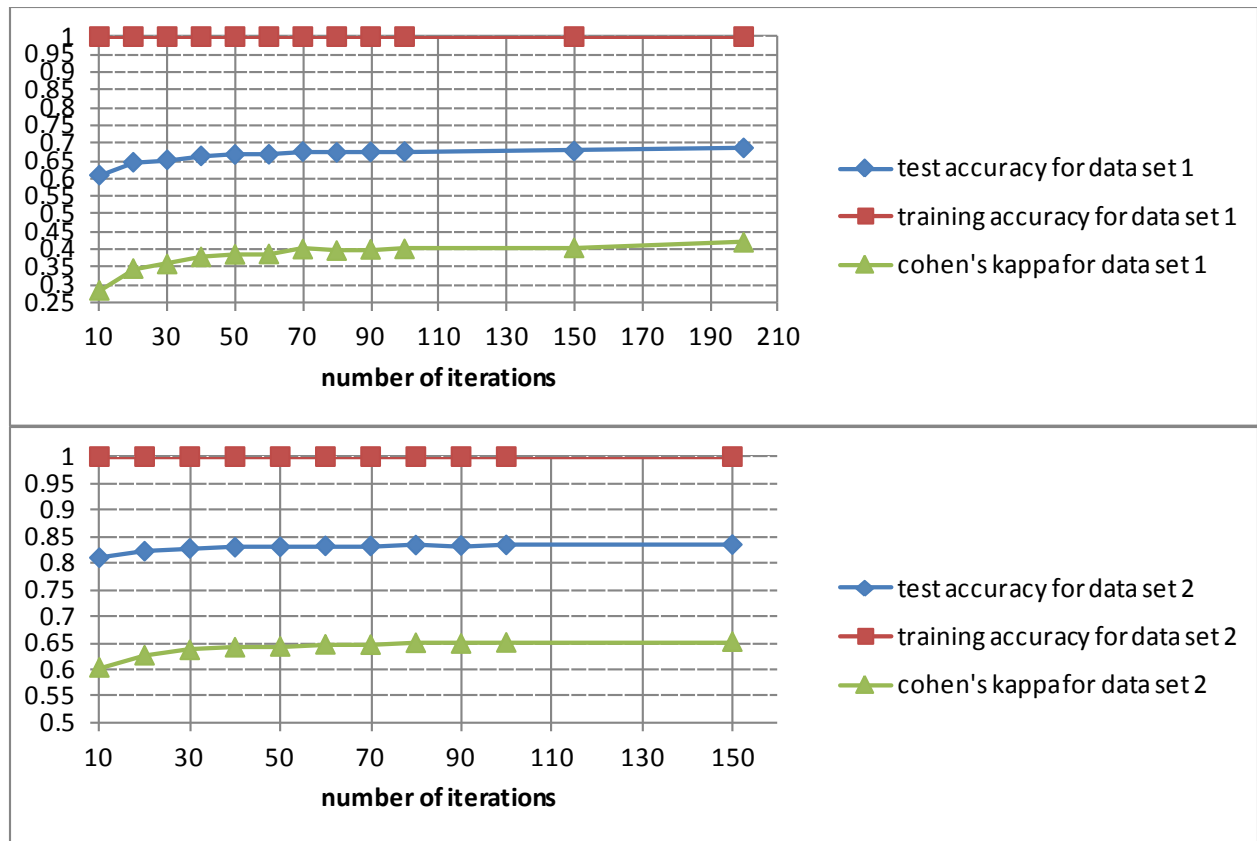 1
0.95
0.9
0.85
0.8
0.75
0.7
0.65
0.6
0.55
0.5
0.45
0.4
0.35
0.3
0.25
10 30 50 70 90 110 130 150 170 190 210
number of iterations
test accuracy for data set 1
training accuracy for data set 1
cohen's kappa for data set 1
1
0.95
0.9
0.85
0.8
0.75
0.7
0.65
0.6
0.55
0.5
10 30 50 70 90 110 130 150
number of iterations
test accuracy for data set 2
training accuracy for data set 2
cohen's kappa for data set 2